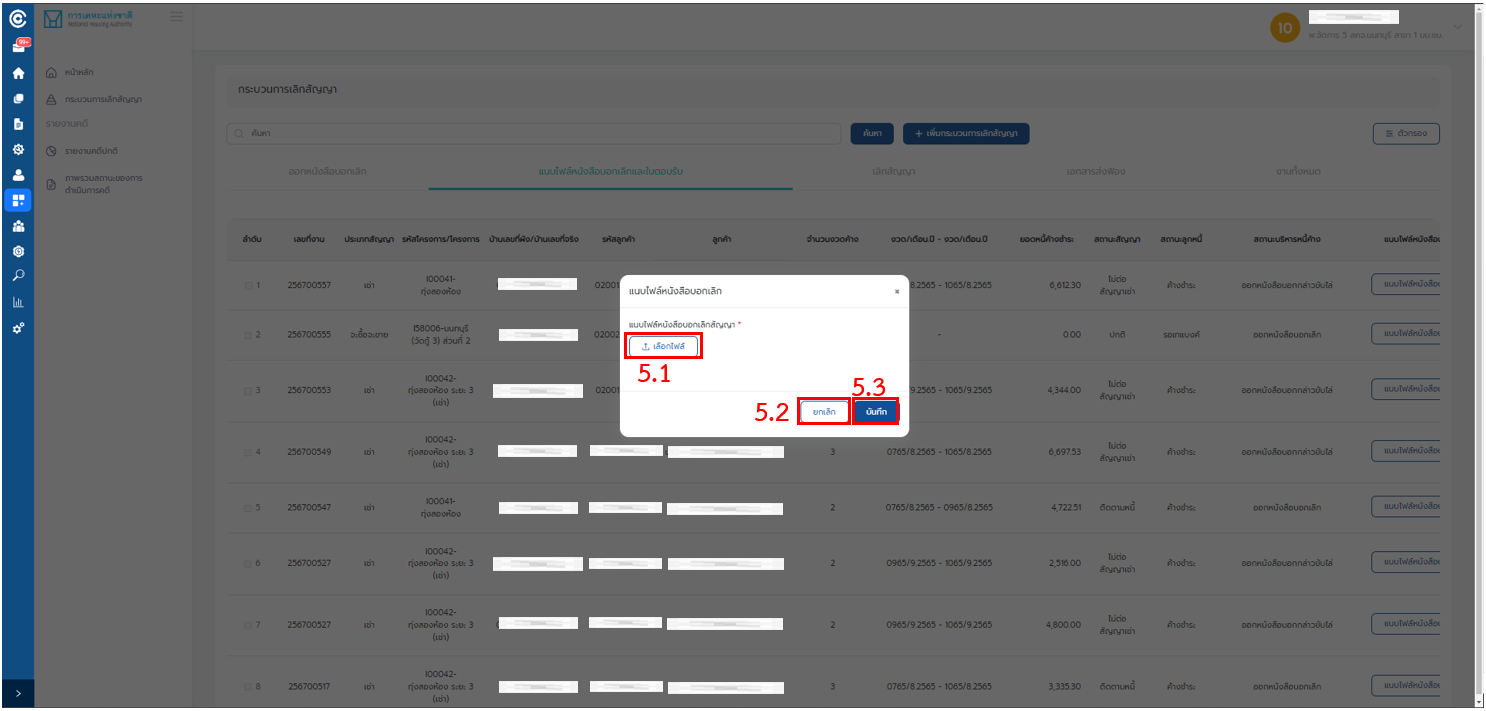 การเคหะแห่งชาติ
National Housing Authority
99+
10
พ.จัดการ 5 สคจ.นนทบุรี สาขา 1 บน.ชน.
หน้าหลัก
กระบวนการเลิกสัญญา
รายงานคดี
รายงานคดีปกติ
ภาพรวมสถานะของการ
ดำเนินการคดี
กระบวนการเลิกสัญญา
ค้นหา
ค้นหา
+ เพิ่มกระบวนการเลิกสัญญา
ตัวกรอง
ออกหนังสือบอกเลิก
แนบไฟล์หนังสือบอกเลิกและใบตอบรับ
เลิกสัญญา
เอกสารส่งฟ้อง
งานทั้งหมด
ลำดับ เลขที่งาน ประเภทสัญญา รหัสโครงการ/โครงการ บ้านเลขที่ผัง/บ้านเลขที่จริง รหัสลูกค้า ลูกค้า จำนวนงวดค้าง งวด/เดือน.ปี - งวด/เดือน.ปี ยอดหนี้ค้างชำระ สถานะสัญญา สถานะลูกหนี้ สถานะบริหารหนี้ค้าง แนบไฟล์หนังสือบ
1 256700557 เช่า 100041-
ทุ่งสองห้อง 02001 8.2565 - 1065/8.2565 6,612.30 ไม่ต่อ
สัญญาเช่า ค้างชำระ ออกหนังสือบอกกล่าวขับไล่ แนบไฟล์หนังสือบ
2 256700555 จะซื้อจะขาย 158006-นนทบุรี
(วัดกู้ 3) ส่วนที่ 2 02002 - 0.00 ปกติ รอเทแบงค์ ออกหนังสือบอกเลิก แนบไฟล์หนังสือบ
3 256700553 เช่า 100042-
ทุ่งสองห้อง ระยะ 3
(เช่า) 02001 9.2565 - 1065/9.2565 4,344.00 ไม่ต่อ
สัญญาเช่า ค้างชำระ ออกหนังสือบอกกล่าวขับไล่ แนบไฟล์หนังสือบ
แนบไฟล์หนังสือบอกเลิก
×
แนบไฟล์หนังสือบอกเลิกสัญญา *
เลือกไฟล์
5.1
5.2
ยกเลิก
5.3
บันทึก
4 256700549 เช่า 100042-
ทุ่งสองห้อง ระยะ 3
(เช่า) 3 0765/8.2565 - 1065/8.2565 6,697.53 ไม่ต่อ
สัญญาเช่า ค้างชำระ ออกหนังสือบอกกล่าวขับไล่ แนบไฟล์หนังสือบ
5 256700547 เช่า 100041-
ทุ่งสองห้อง 2 0765/8.2565 - 0965/8.2565 4,722.51 ติดตามหนี้ ค้างชำระ ออกหนังสือบอกเลิก แนบไฟล์หนังสือบ
6 256700527 เช่า 100042-
ทุ่งสองห้อง ระยะ 3
(เช่า) 2 0965/9.2565 - 1065/9.2565 2,516.00 ไม่ต่อ
สัญญาเช่า ค้างชำระ ออกหนังสือบอกกล่าวขับไล่ แนบไฟล์หนังสือบ
7 256700527 เช่า 100042-
ทุ่งสองห้อง ระยะ 3
(เช่า) 2 0965/9.2565 - 1065/9.2565 4,800.00 ไม่ต่อ
สัญญาเช่า ค้างชำระ ออกหนังสือบอกกล่าวขับไล่ แนบไฟล์หนังสือบ
8 256700517 เช่า 100042-
ทุ่งสองห้อง ระยะ 3
(เช่า) 3 0765/8.2565 - 1065/8.2565 3,335.30 ติดตามหนี้ ค้างชำระ ออกหนังสือบอกเลิก แนบไฟล์หนังสือบ